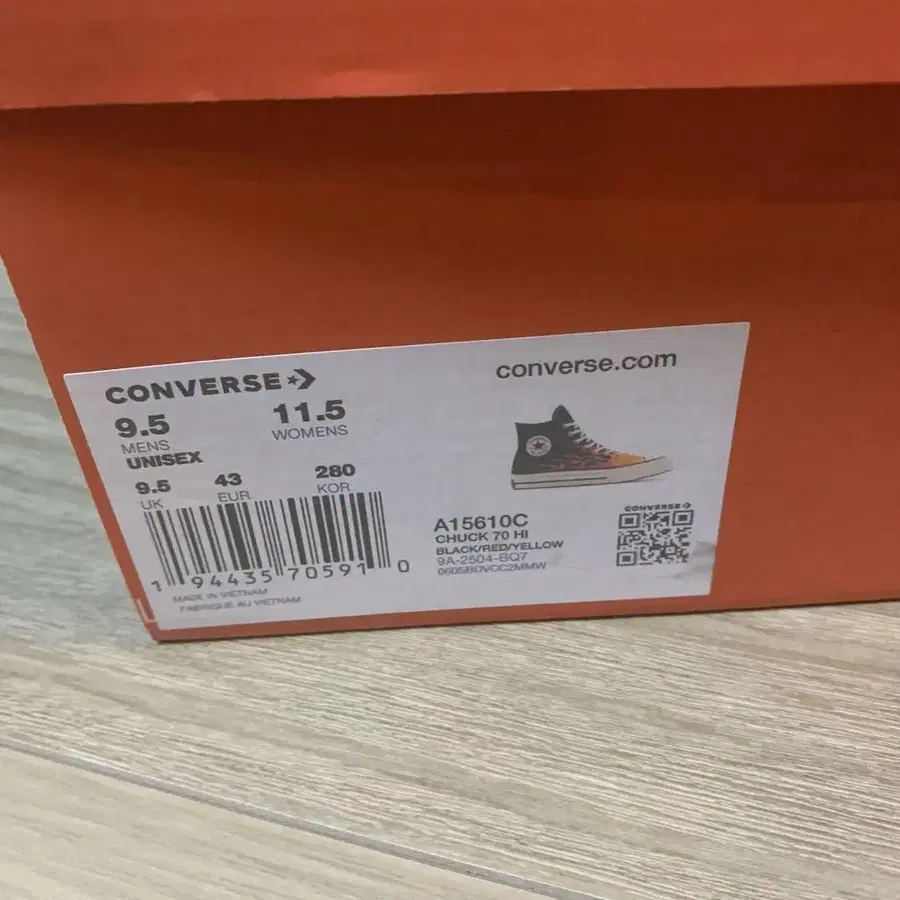 CONVERSE
converse.com
9.5 11.5
MENS WOMENS
UNISEX
9.5 43 280
UK EUR KOR
1 94435 70591 0
MADE IN VIETNAM
FABRIQUE AU VIETNAM
A15610C
CHUCK 70 HI
BLACK/RED/YELLOW
9A-2504-BQ7
CONVERSE